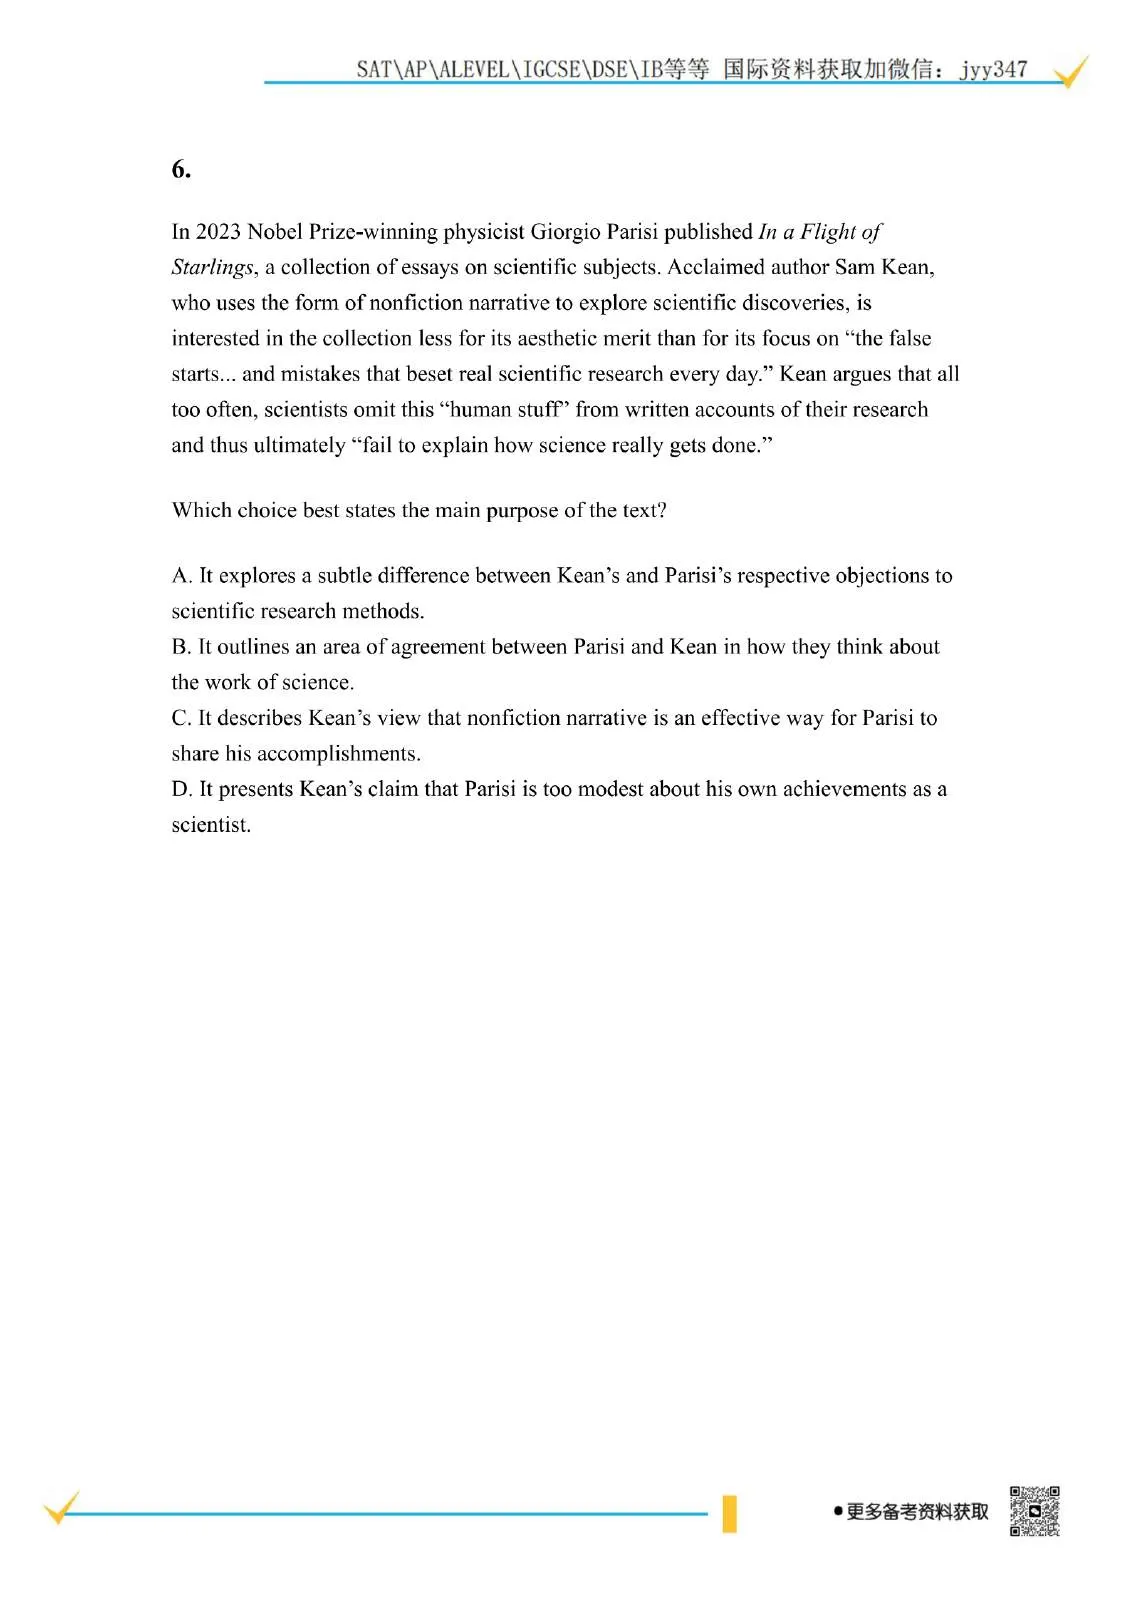 SAT\AP\ALEVEL\IGCSE\DSE\IB等等 国际资料获取加微信：jyy347
6.
In 2023 Nobel Prize-winning physicist Giorgio Parisi published In a Flight of
Starlings, a collection of essays on scientific subjects. Acclaimed author Sam Kean,
who uses the form of nonfiction narrative to explore scientific discoveries, is
interested in the collection less for its aesthetic merit than for its focus on “the false
starts... and mistakes that beset real scientific research every day.” Kean argues that all
too often, scientists omit this “human stuff” from written accounts of their research
and thus ultimately “fail to explain how science really gets done.”
Which choice best states the main purpose of the text?
A. It explores a subtle difference between Kean’s and Parisi’s respective objections to
scientific research methods.
B. It outlines an area of agreement between Parisi and Kean in how they think about
the work of science.
C. It describes Kean’s view that nonfiction narrative is an effective way for Parisi to
share his accomplishments.
D. It presents Kean’s claim that Parisi is too modest about his own achievements as a
scientist.
•更多备考资料获取